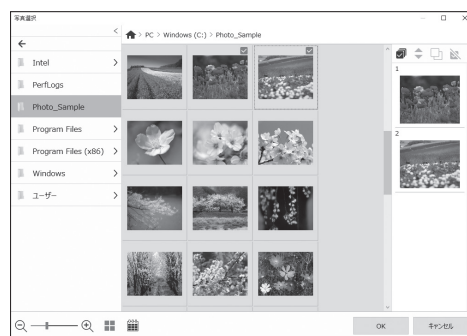 写真選択
PC > Windows (C:) > Photo_Sample
Intel
PerfLogs
Photo_Sample
Program Files
Program Files (x86)
Windows
ユーザー
1
2
OK
キャンセル